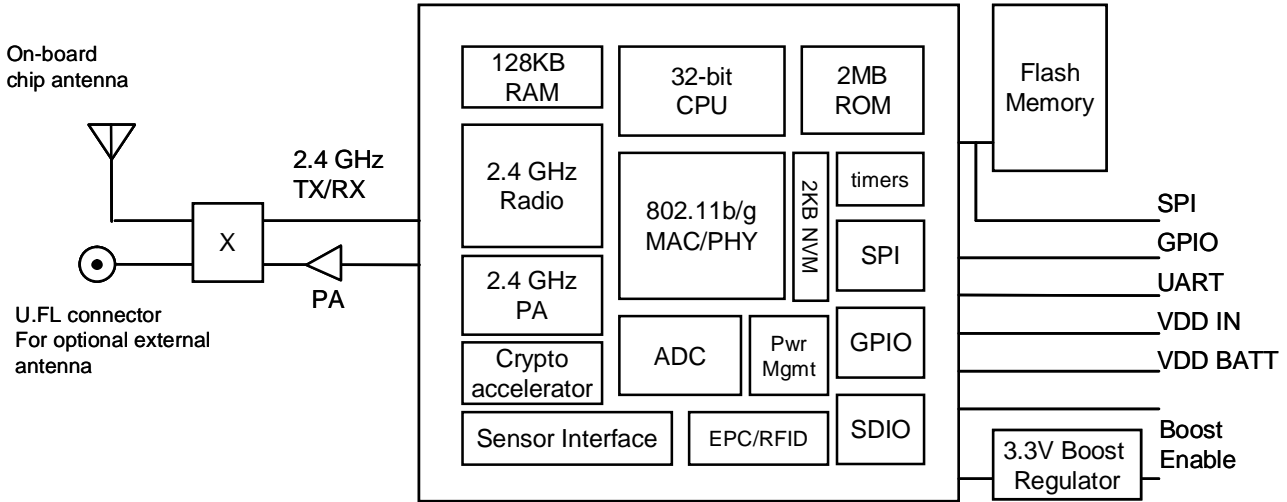 On-board
chip antenna
2.4 GHz
TX/RX
X
PA
U.FL connector
For optional external
antenna
128KB
RAM
32-bit
CPU
2MB
ROM
2.4 GHz
Radio
802.11b/g
MAC/PHY
2KB NVM
timers
SPI
2.4 GHz
PA
Crypto
accelerator
ADC
Pwr
Mgmt
GPIO
Sensor Interface
EPC/RFID
SDIO
Flash
Memory
SPI
GPIO
UART
VDD IN
VDD BATT
Boost
Enable
3.3V Boost
Regulator